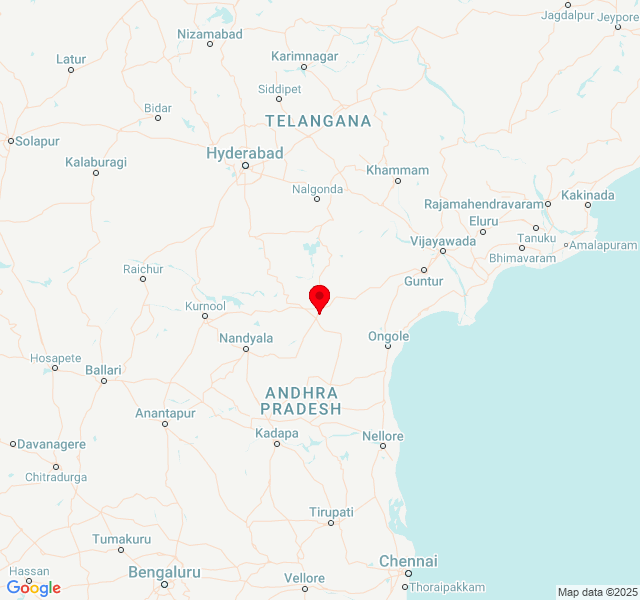 Jagdalpur
Jeypore
Nizamabad
Karimnagar
Latur
Siddipet
Bidar
TELANGANA
Solapur
Hyderabad
Kalaburagi
Khammam
Nalgonda
Kakinada
Rajamahendravaram
Eluru
Tanuku
Vijayawada
Amalapuram
Bhimavaram
Raichur
Guntur
Kurnool
Nandyala
Ongole
Hosapete
Ballari
ANDHRA
PRADESH
Anantapur
Kadapa
Nellore
Davanagere
Chitradurga
Tirupati
Tumakuru
Chennai
Hassan
Bengaluru
Vellore
Thoraipakkam
Google
Map data ©2025